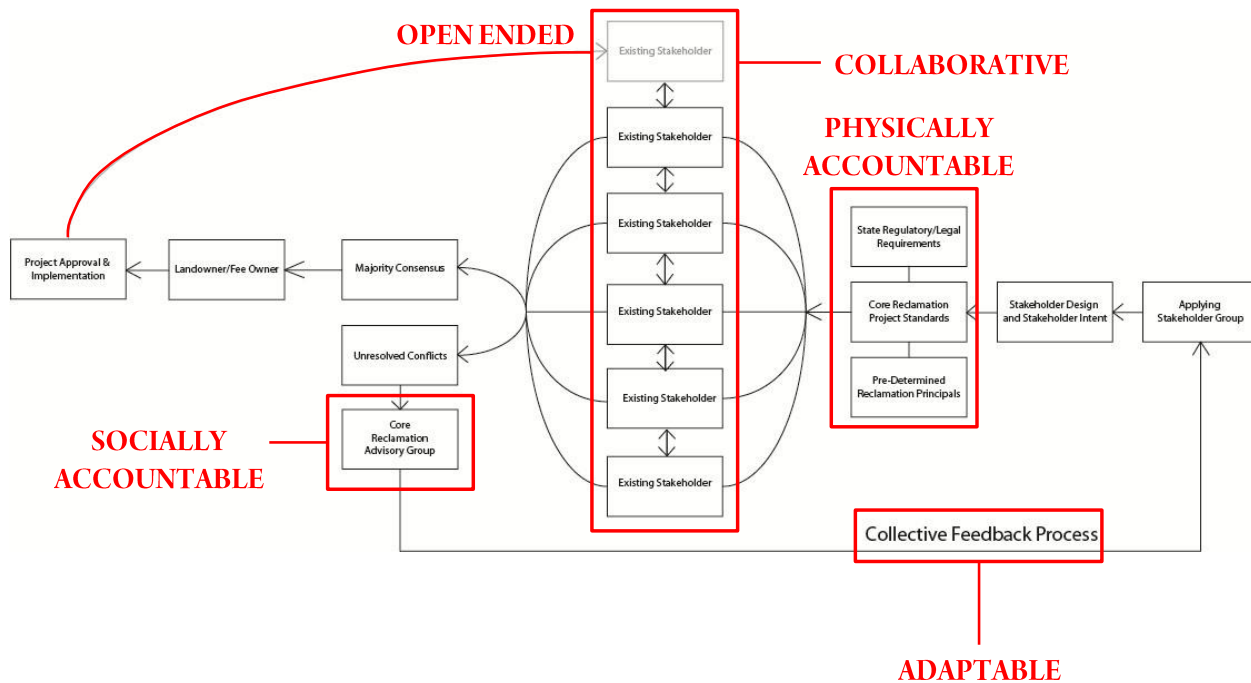 OPEN ENDED
Existing Stakeholder
COLLABORATIVE
Existing Stakeholder
PHYSICALLY
ACCOUNTABLE
Existing Stakeholder
State Regulatory/Legal
Requirements
Project Approval &
Implementation
Landowner/Fee Owner
Majority Consensus
Existing Stakeholder
Core Reclamation
Project Standards
Stakeholder Design
and Stakeholder Intent
Applying
Stakeholder Group
Unresolved Conflicts
Existing Stakeholder
Pre-Determined
Reclamation Principals
SOCIALLY
ACCOUNTABLE
Core
Reclamation
Advisory Group
Existing Stakeholder
Collective Feedback Process
ADAPTABLE